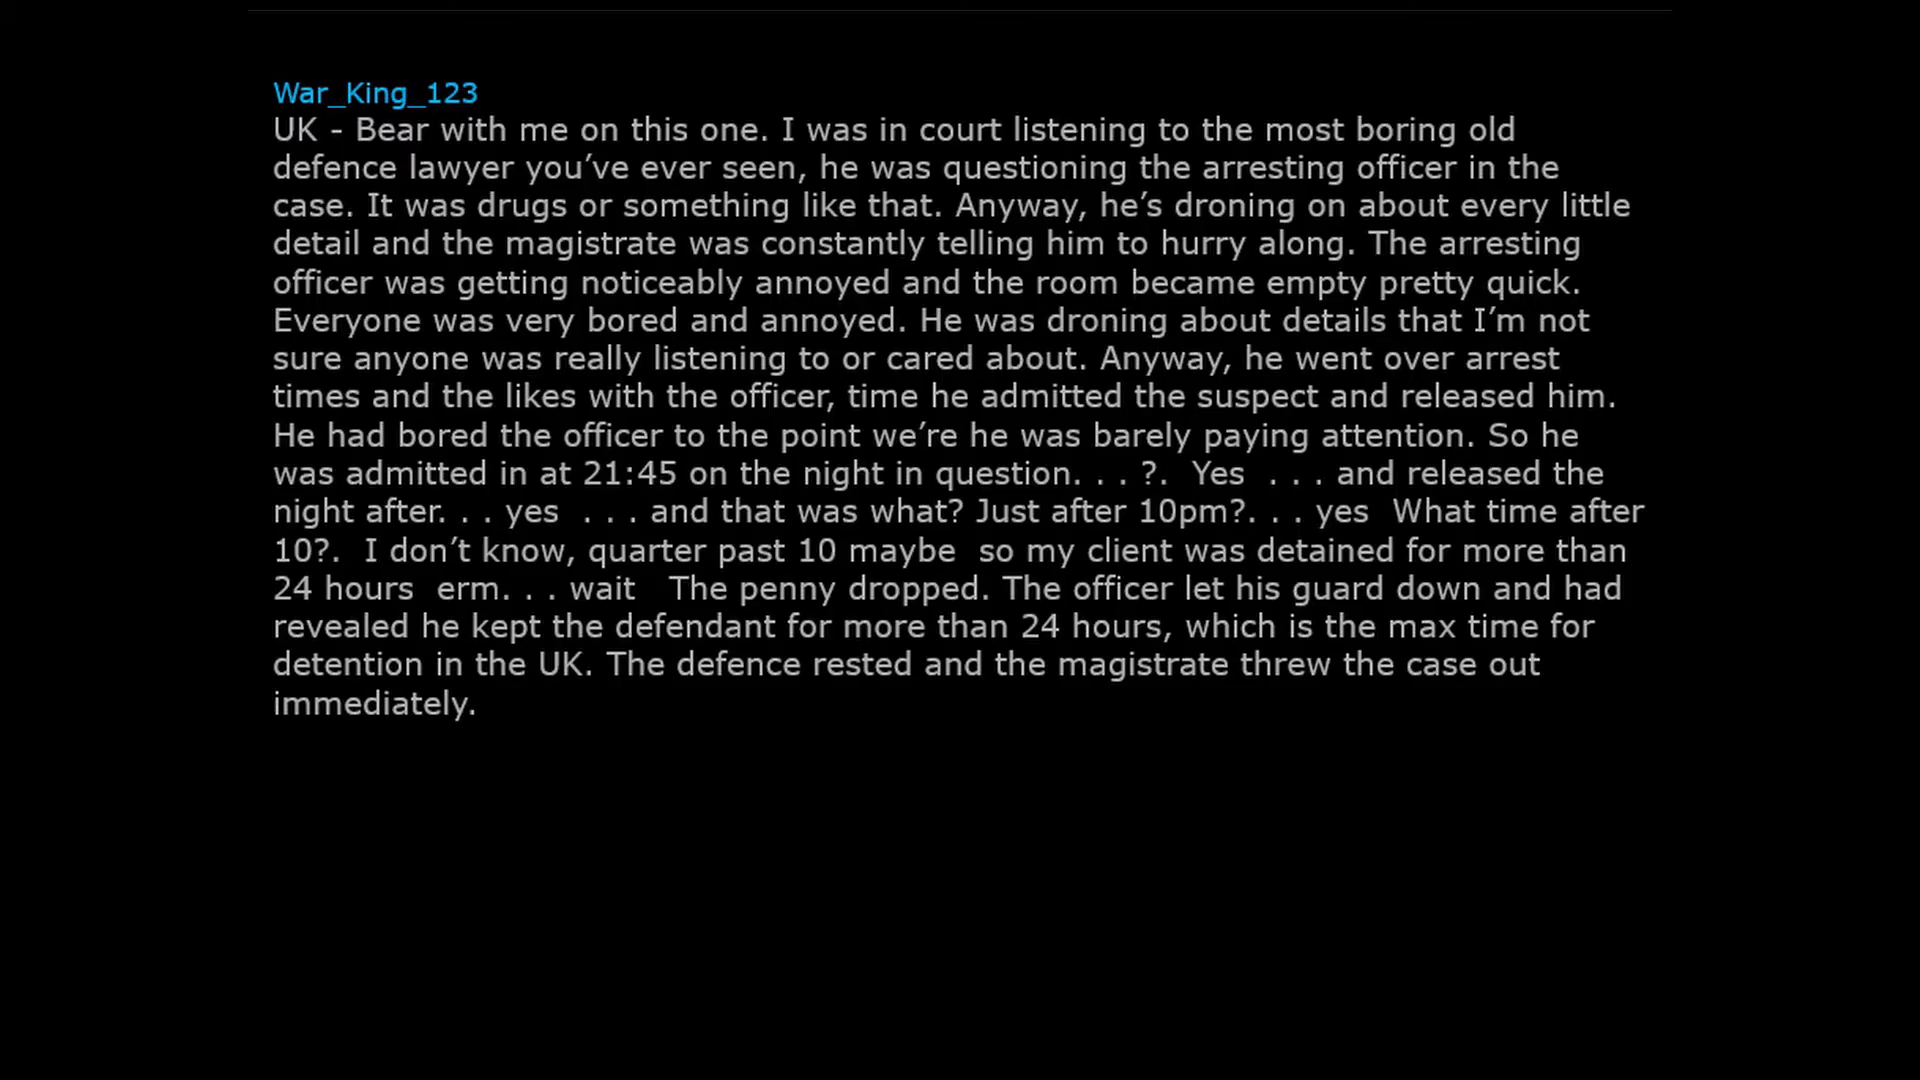 War_King_123
UK - Bear with me on this one. I was in court listening to the most boring old
defence lawyer you’ve ever seen, he was questioning the arresting officer in the
case. It was drugs or something like that. Anyway, he’s droning on about every little
detail and the magistrate was constantly telling him to hurry along. The arresting
officer was getting noticeably annoyed and the room became empty pretty quick.
Everyone was very bored and annoyed. He was droning about details that I’m not
sure anyone was really listening to or cared about. Anyway, he went over arrest
times and the likes with the officer, time he admitted the suspect and released him.
He had bored the officer to the point we’re he was barely paying attention. So he
was admitted in at 21:45 on the night in question. . . ?.  Yes  . . . and released the
night after. . . yes  . . . and that was what? Just after 10pm?. . . yes  What time after
10?.  I don’t know, quarter past 10 maybe  so my client was detained for more than
24 hours  erm. . . wait   The penny dropped. The officer let his guard down and had
revealed he kept the defendant for more than 24 hours, which is the max time for
detention in the UK. The defence rested and the magistrate threw the case out
immediately.